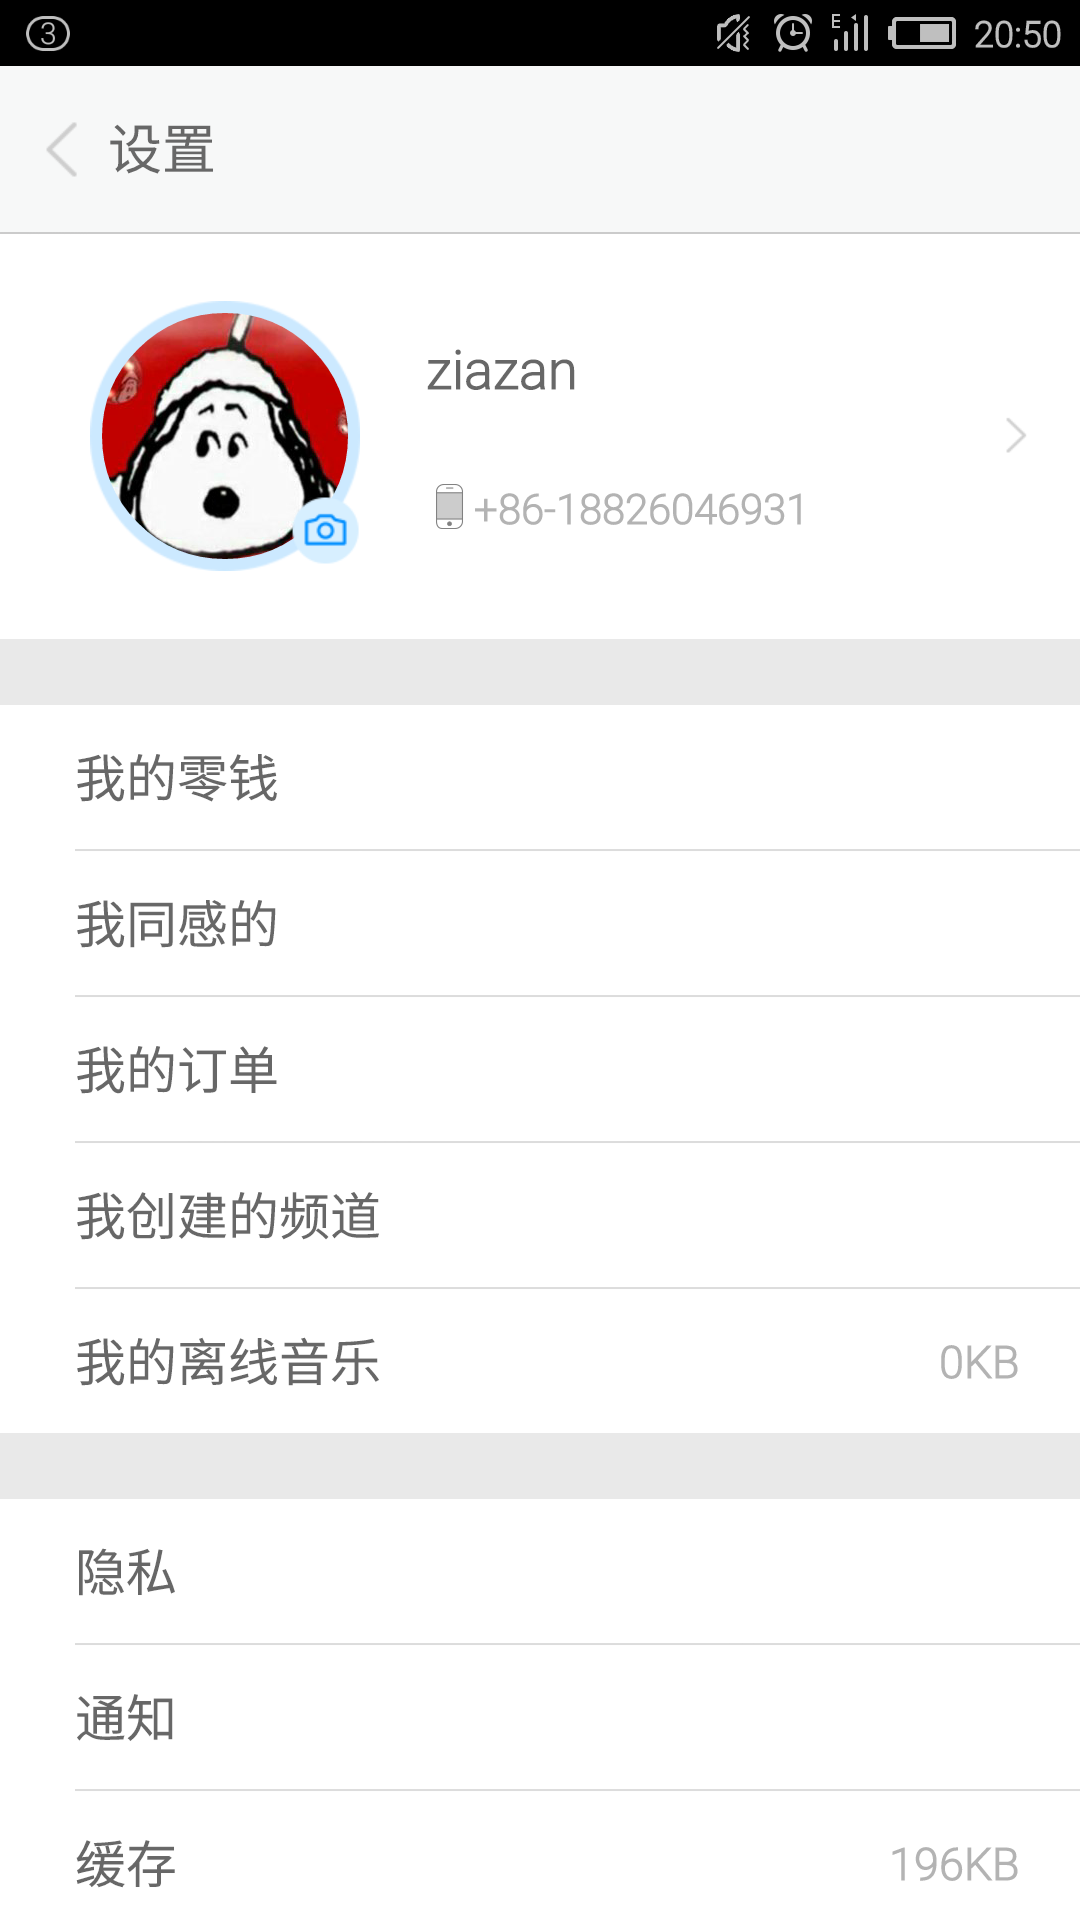 3 E 20:50
设置
ziazan
+86-18826046931
我的零钱
我同感的
我的订单
我创建的频道
我的离线音乐 0KB
隐私
通知
缓存 196KB